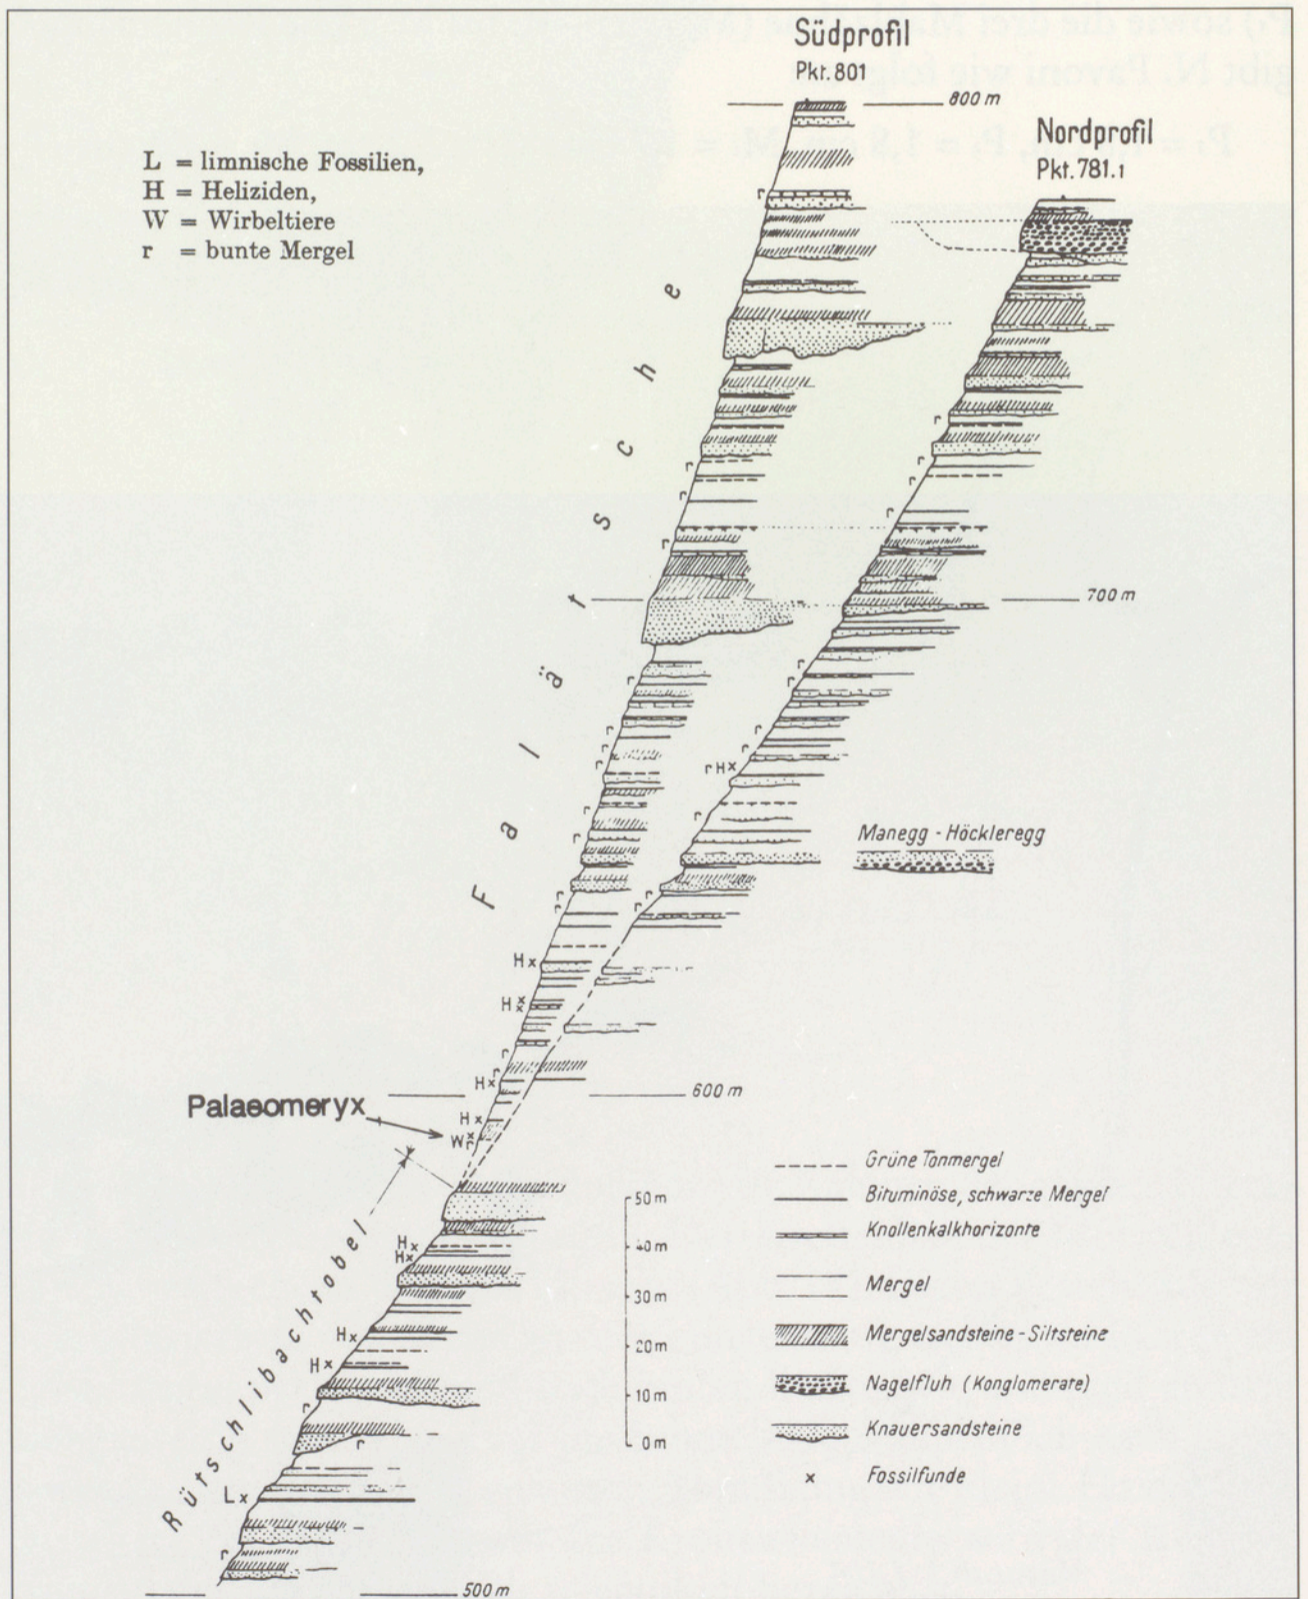 Südprofil
Pkt. 801
800 m
Nordprofil
Pkt. 781.1
L = limnische Fossilien,
H = Heliziden,
W = Wirbeltiere
r = bunte Mergel
Falätsche
r
r
r
r
r
r
r
r
700 m
r
r
r
r
r
r
r
r
r
r H x
r
r
r
r
Manegg - Höckleregg
r
r
r
r
H x
H x
r
r
H x
600 m
Palaeomeryx
H x
W x
r
Rütschlibachtobel
H x
H x
H x
H x
r
r
L x
r
500 m
50 m
40 m
30 m
20 m
10 m
0 m
Grüne Tonmergel
Bituminöse, schwarze Mergel
Knollenkalkhorizonte
Mergel
Mergelsandsteine - Siltsteine
Nagelfluh (Konglomerate)
Knauersandsteine
x Fossilfunde